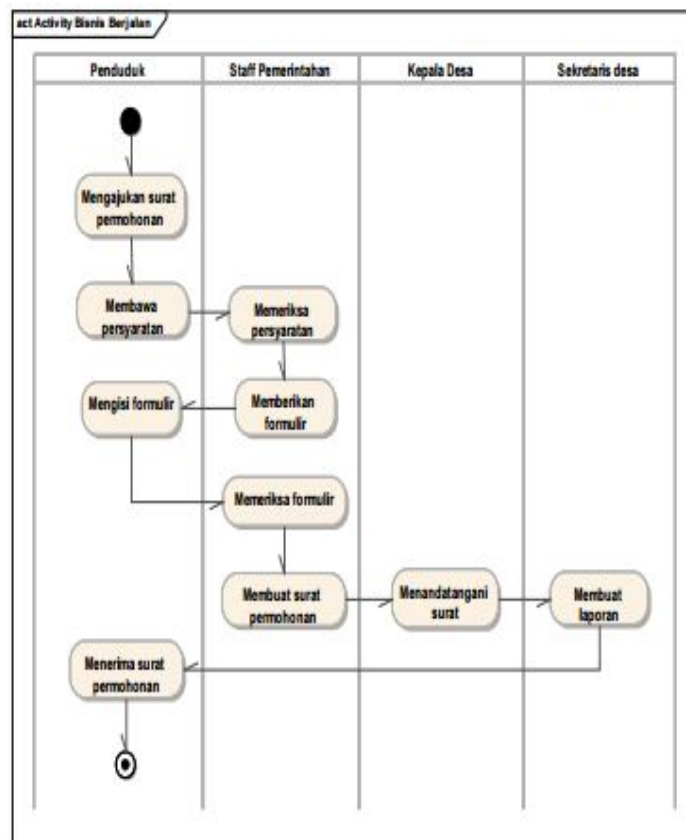 act Activity Bisnis Berjalan
Penduduk
Staff Pemerintahan
Kepala Desa
Sekretaris desa
Mengajukan surat
permohonan
Membawa
persyaratan
Memeriksa
persyaratan
Mengisi formulir
Memberikan
formulir
Memeriksa formulir
Membuat surat
permohonan
Menandatangani
surat
Membuat
laporan
Menerima surat
permohonan